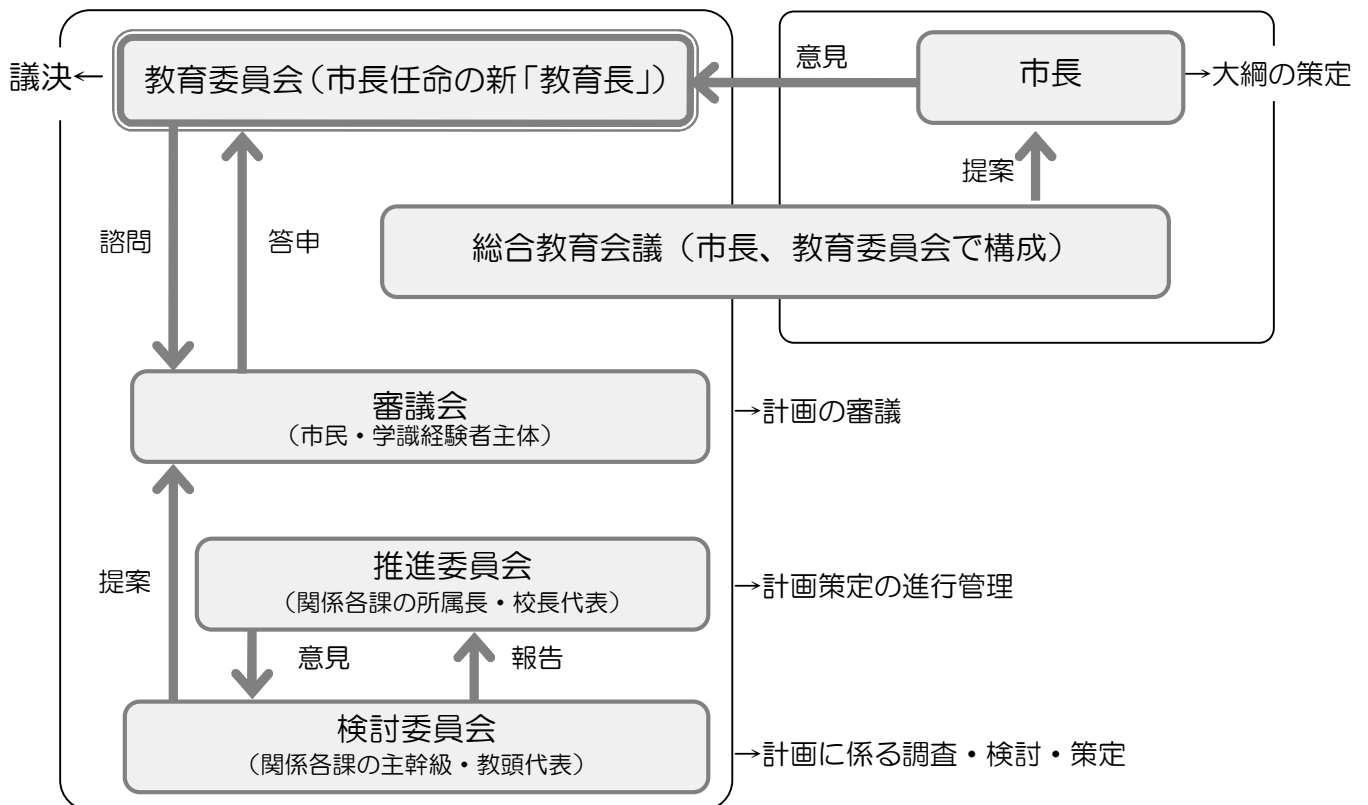 議決←
教育委員会(市長任命の新「教育長」)
意見
市長
→大綱の策定
提案
諮問
答申
総合教育会議(市長、教育委員会で構成)
審議会
(市民・学識経験者主体)
→計画の審議
提案
推進委員会
(関係各課の所属長・校長代表)
→計画策定の進行管理
意見
報告
検討委員会
(関係各課の主幹級・教頭代表)
→計画に係る調査・検討・策定